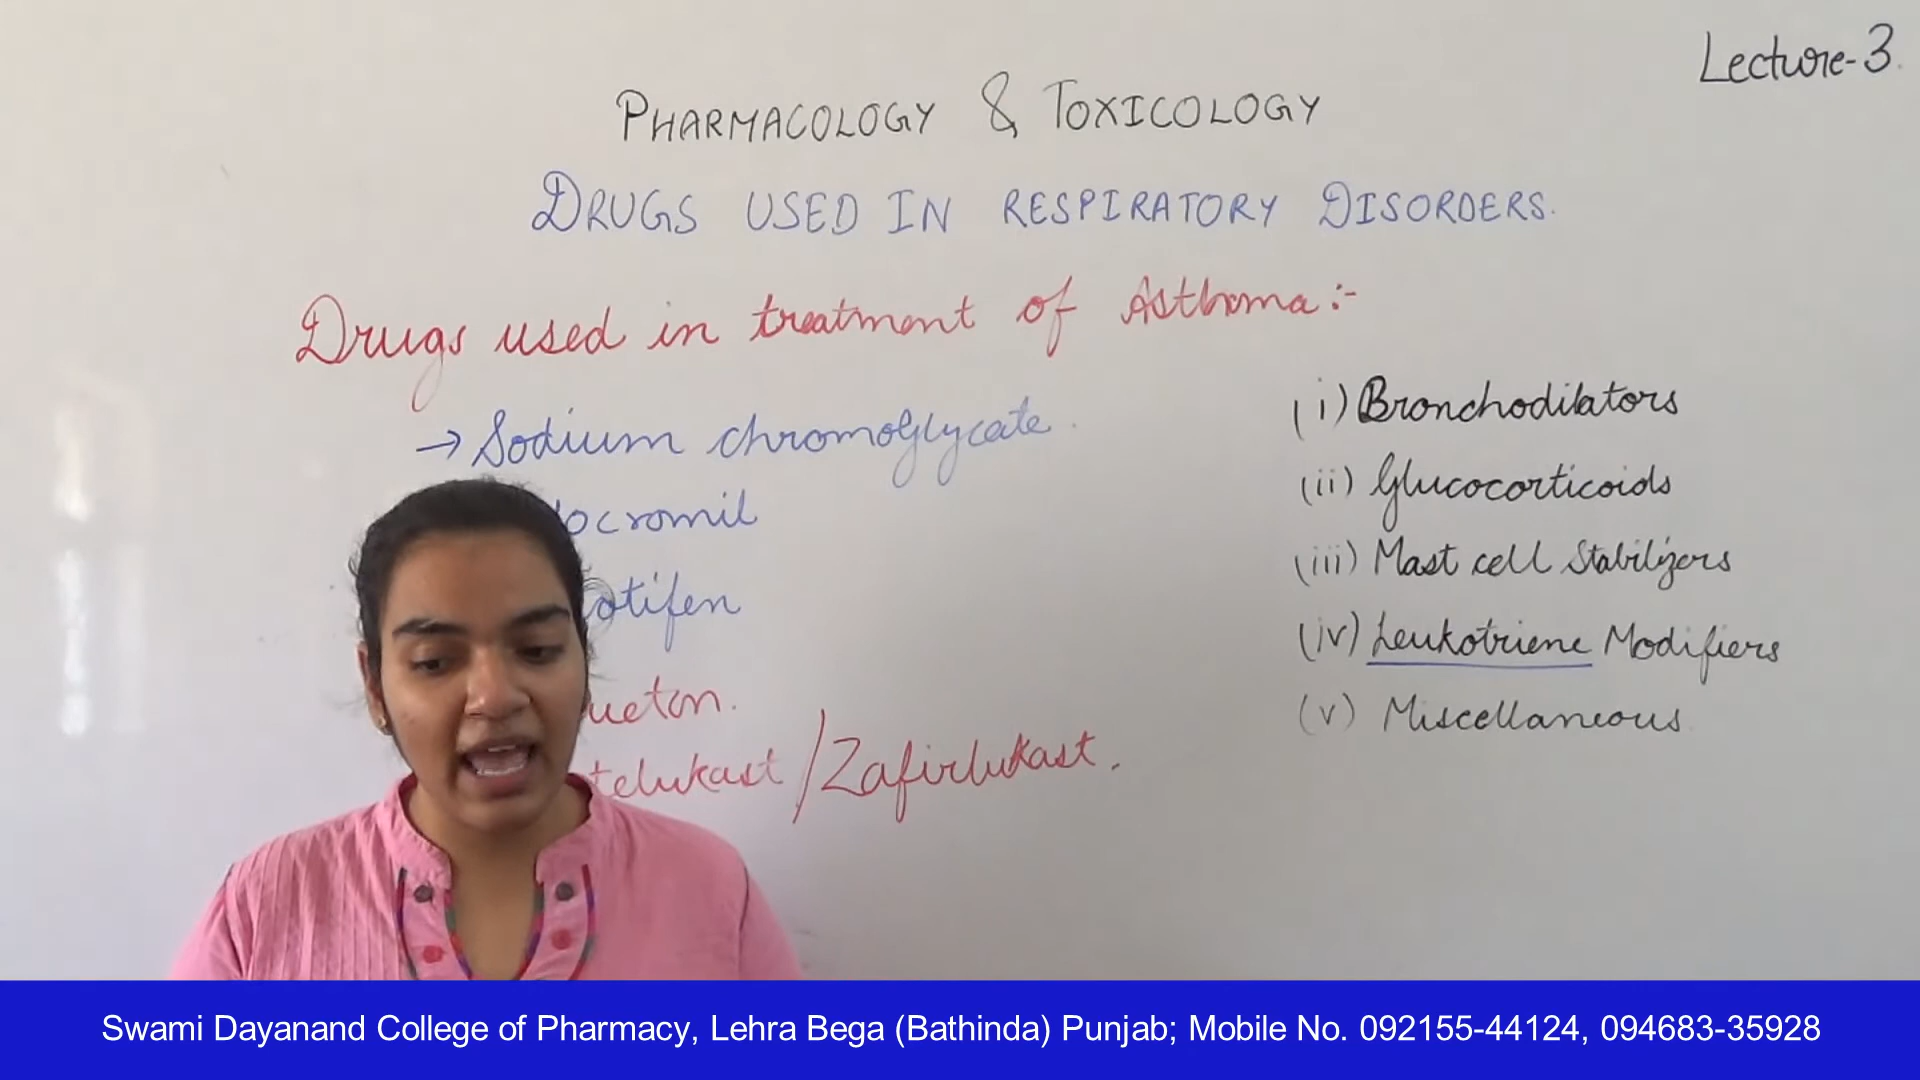 Lecture-3.
PHARMACOLOGY & TOXICOLOGY
DRUGS USED IN RESPIRATORY DISORDERS.
Drugs used in treatment of Asthma :-
→ Sodium chromoglycate.
ocromil
otifen
ueton.
telukast / Zafirlukast.
(i) Bronchodilators
(ii) Glucocorticoids
(iii) Mast cell Stabilizers
(iv) Leukotriene Modifiers
(v) Miscellaneous
Swami Dayanand College of Pharmacy, Lehra Bega (Bathinda) Punjab; Mobile No. 092155-44124, 094683-35928